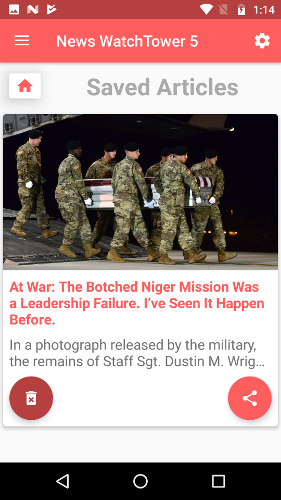 1:14
News WatchTower 5
Saved Articles
At War: The Botched Niger Mission Was
a Leadership Failure. I’ve Seen It Happen
Before.
In a photograph released by the military,
the remains of Staff Sgt. Dustin M. Wrig...